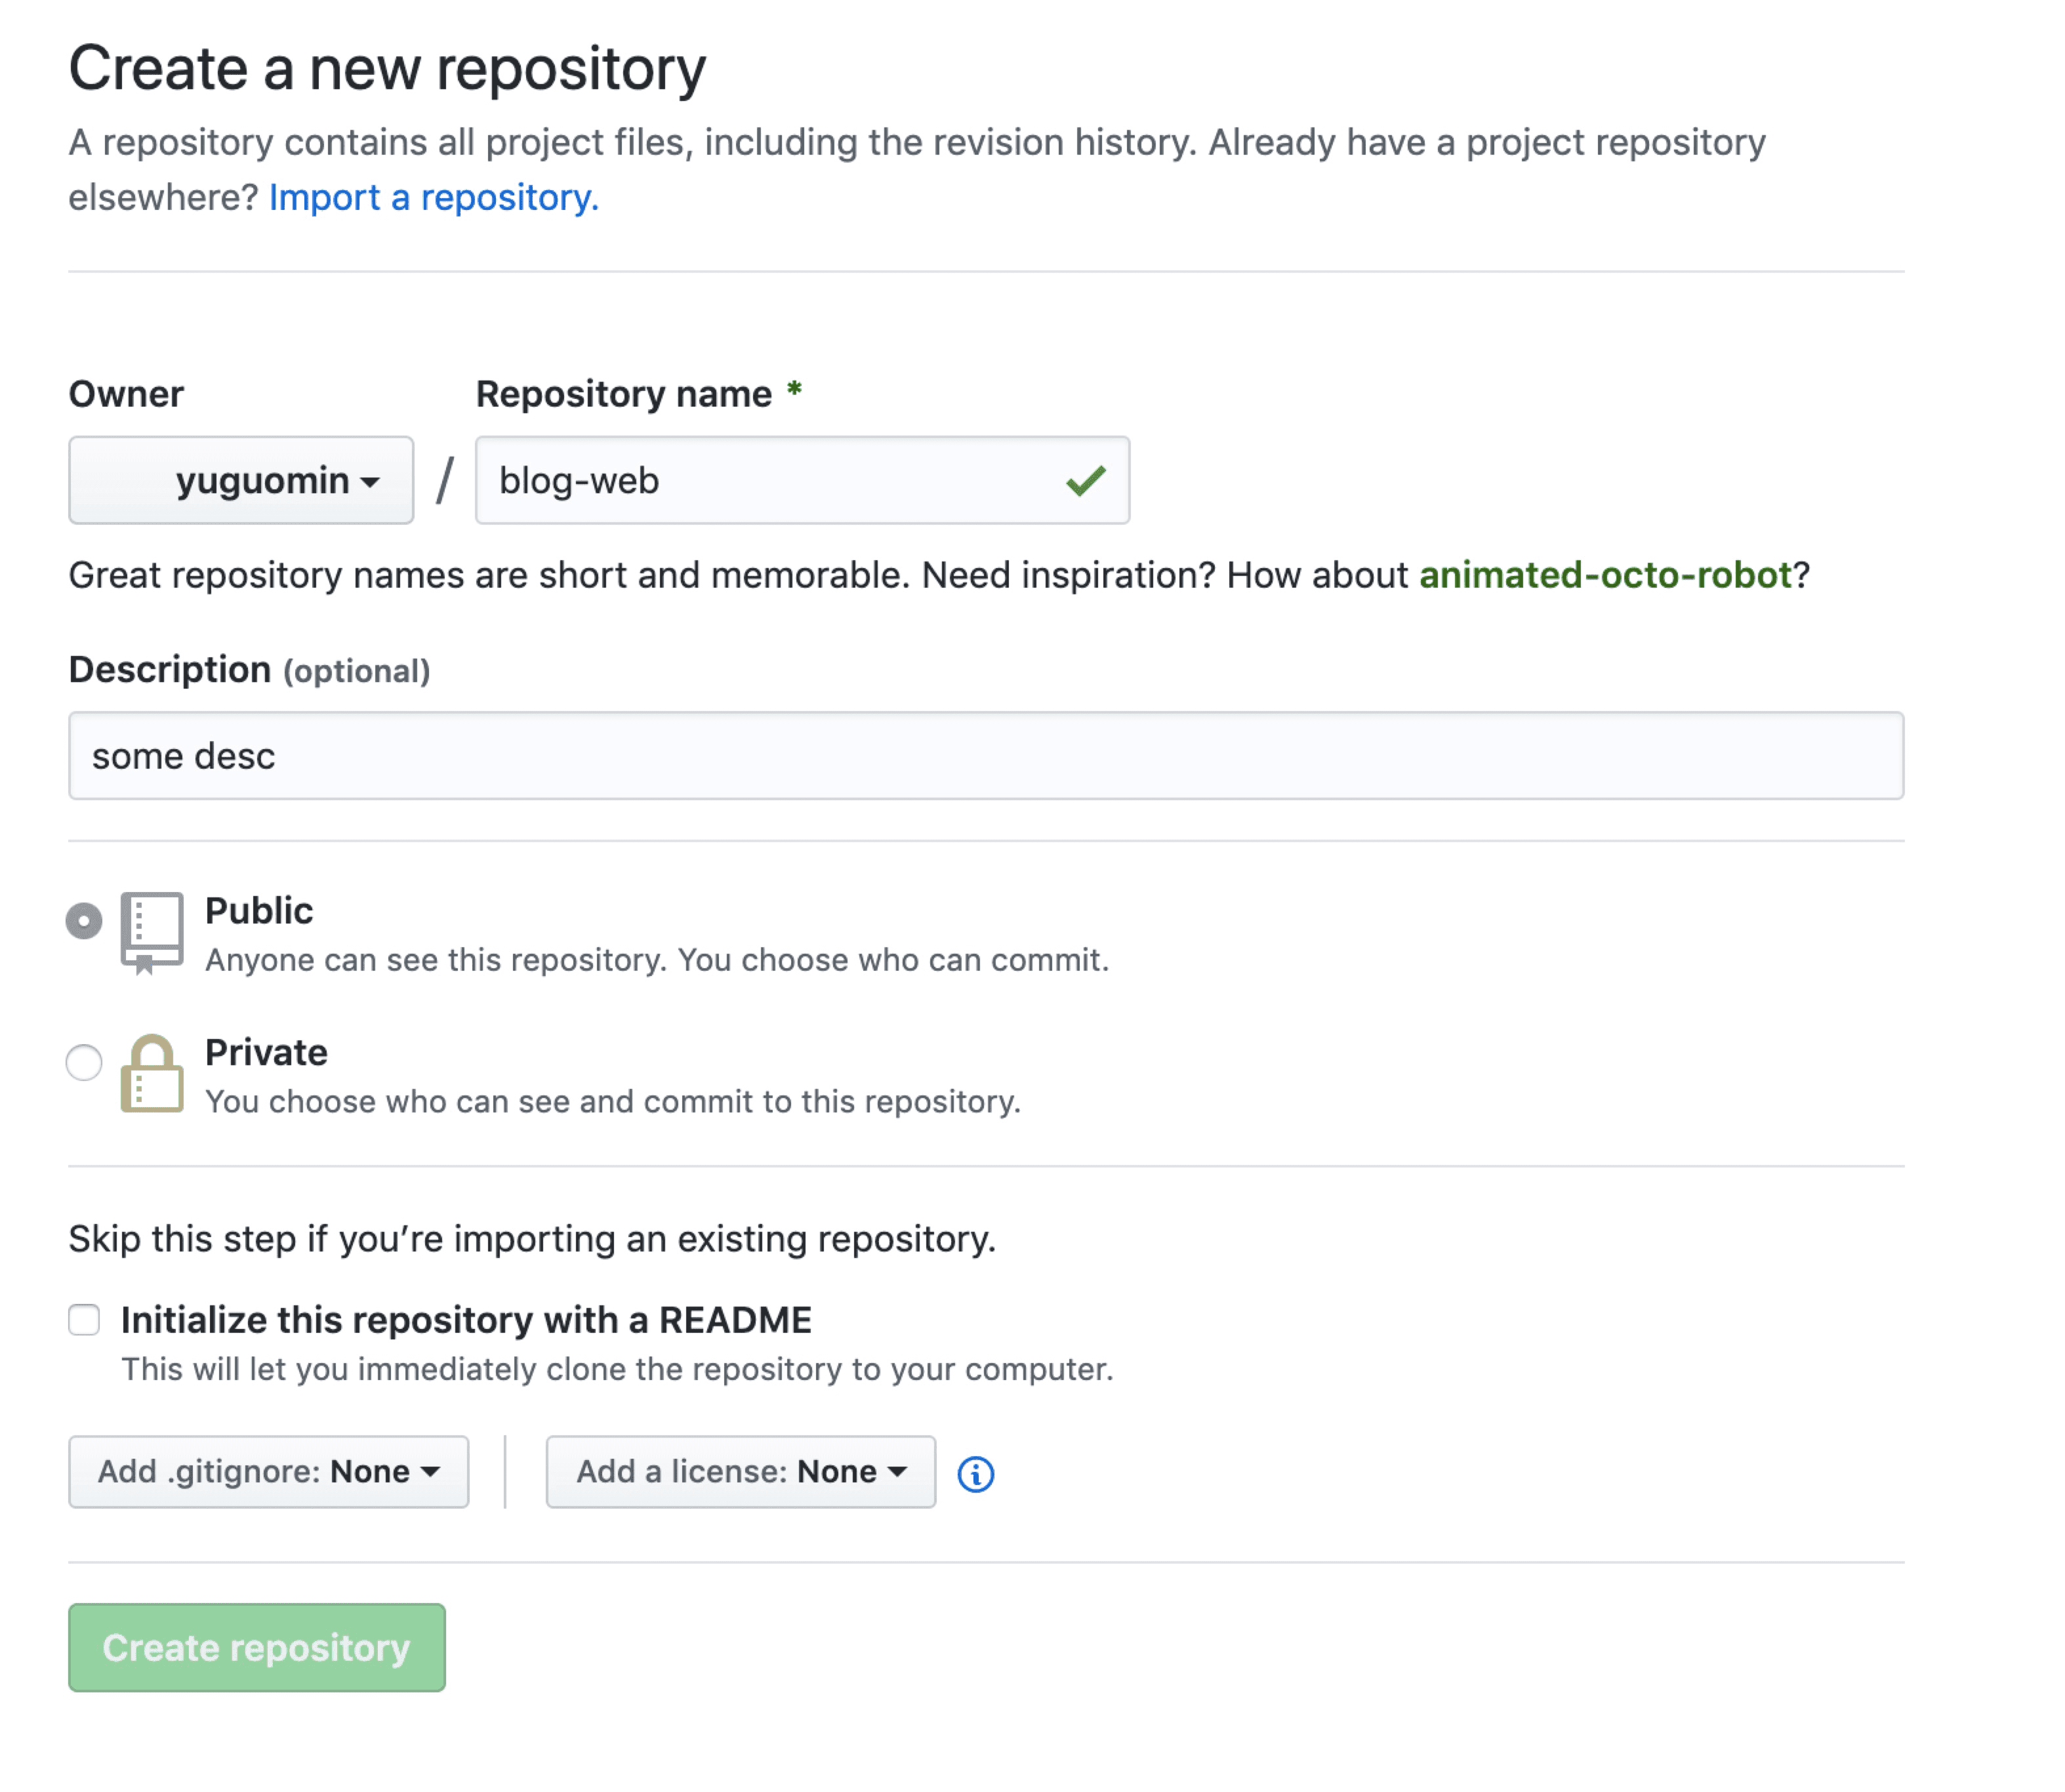 Create a new repository
A repository contains all project files, including the revision history. Already have a project repository
elsewhere? Import a repository.
Owner
Repository name *
yuguomin
/
blog-web
Great repository names are short and memorable. Need inspiration? How about animated-octo-robot?
Description (optional)
some desc
Public
Anyone can see this repository. You choose who can commit.
Private
You choose who can see and commit to this repository.
Skip this step if you’re importing an existing repository.
Initialize this repository with a README
This will let you immediately clone the repository to your computer.
Add .gitignore: None
Add a license: None
Create repository